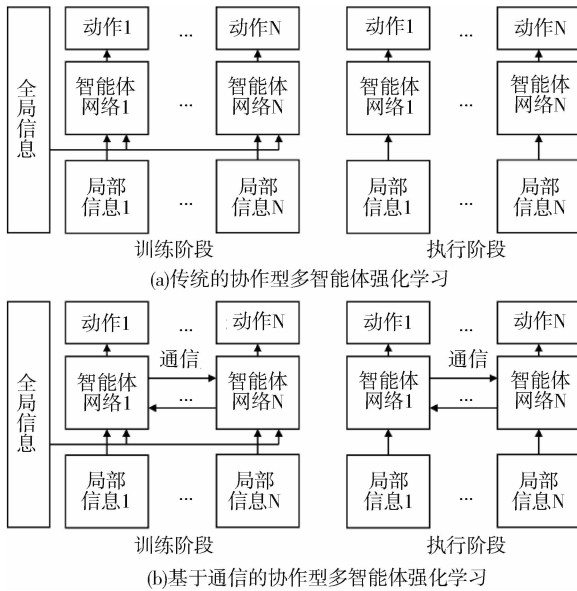 动作1 ... 动作N 动作1 ... 动作N
全局信息
智能体网络1 ... 智能体网络N 智能体网络1 ... 智能体网络N
局部信息1 ... 局部信息N 局部信息1 ... 局部信息N
训练阶段 执行阶段
(a)传统的协作型多智能体强化学习
动作1 ... 动作N 动作1 ... 动作N
通信 通信
全局信息
智能体网络1 ... 智能体网络N 智能体网络1 ... 智能体网络N
局部信息1 ... 局部信息N 局部信息1 ... 局部信息N
训练阶段 执行阶段
(b)基于通信的协作型多智能体强化学习